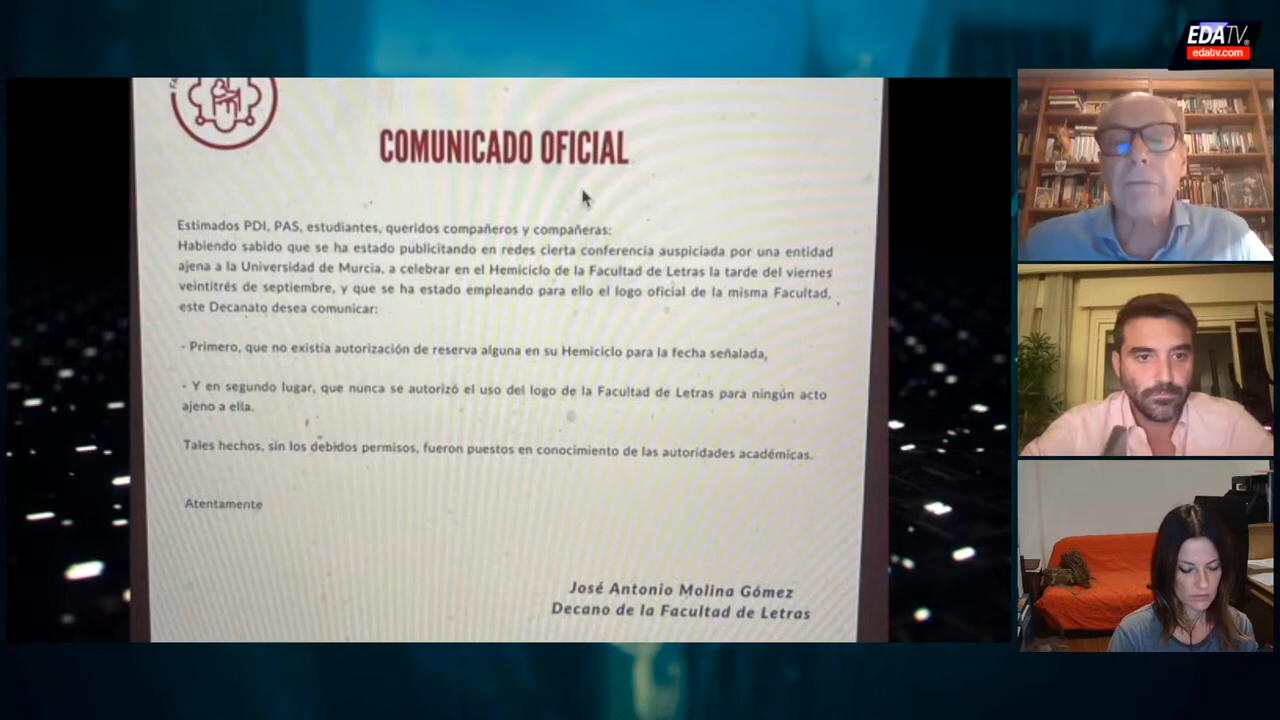 EDATV
edatv.com
COMUNICADO OFICIAL
Estimados PDI, PAS, estudiantes, queridos compañeros y compañeras:
Habiendo sabido que se ha estado publicitando en redes cierta conferencia auspiciada por una entidad
ajena a la Universidad de Murcia, a celebrar en el Hemiciclo de la Facultad de Letras la tarde del viernes
veintitrés de septiembre, y que se ha estado empleando para ello el logo oficial de la misma Facultad,
este Decanato desea comunicar:
- Primero, que no existía autorización de reserva alguna en su Hemiciclo para la fecha señalada,
- Y en segundo lugar, que nunca se autorizó el uso del logo de la Facultad de Letras para ningún acto
ajeno a ella.
Tales hechos, sin los debidos permisos, fueron puestos en conocimiento de las autoridades académicas.
Atentamente
José Antonio Molina Gómez
Decano de la Facultad de Letras